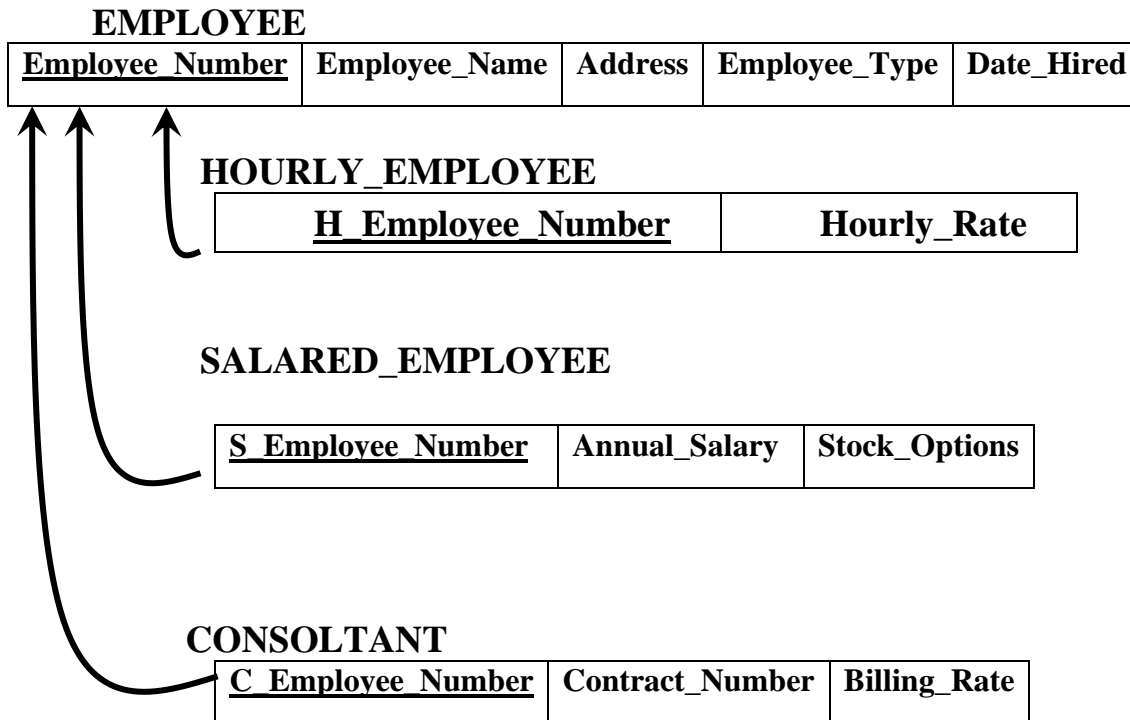 EMPLOYEE
Employee_Number Employee_Name Address Employee_Type Date_Hired
HOURLY_EMPLOYEE
H_Employee_Number Hourly_Rate
SALARED_EMPLOYEE
S_Employee_Number Annual_Salary Stock_Options
CONSOLTANT
C_Employee_Number Contract_Number Billing_Rate